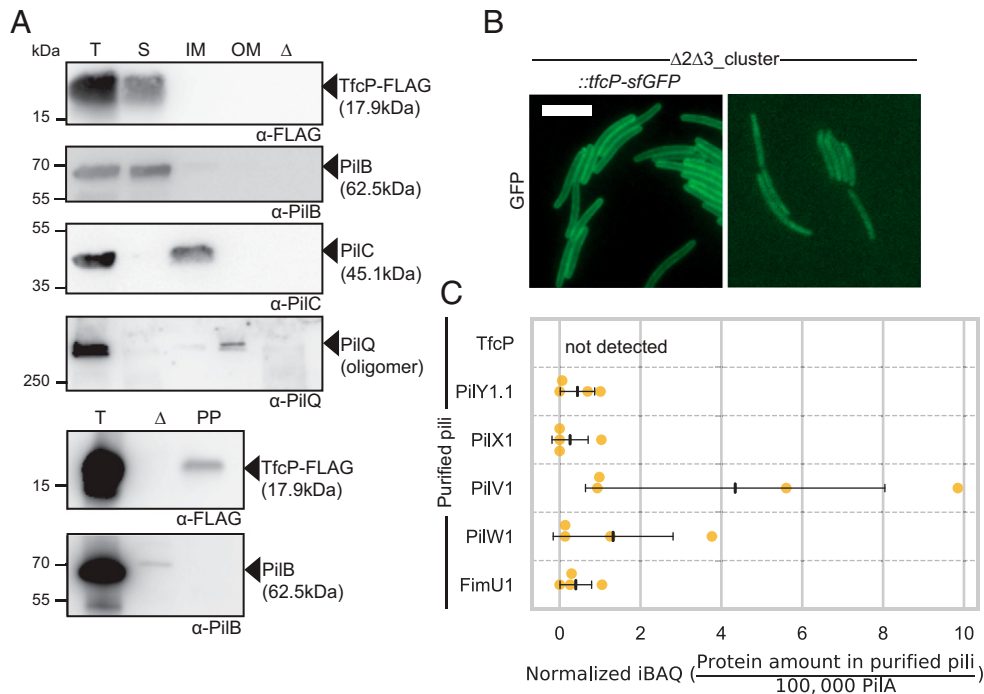 A
kDa T S IM OM Δ
TfcP-FLAG
(17.9kDa)
15
α-FLAG
70
PilB
(62.5kDa)
55
α-PilB
55
PilC
(45.1kDa)
35
α-PilC
PilQ
(oligomer)
250
α-PilQ
T Δ PP
TfcP-FLAG
(17.9kDa)
15
α-FLAG
70
PilB
(62.5kDa)
55
α-PilB
B
Δ2Δ3_cluster
::tfcP-sfGFP
GFP
C
Purified pili
TfcP
not detected
PilY1.1
PilX1
PilV1
PilW1
FimU1
0 2 4 6 8 10
Normalized iBAQ (Protein amount in purified pili
100,000 PilA)